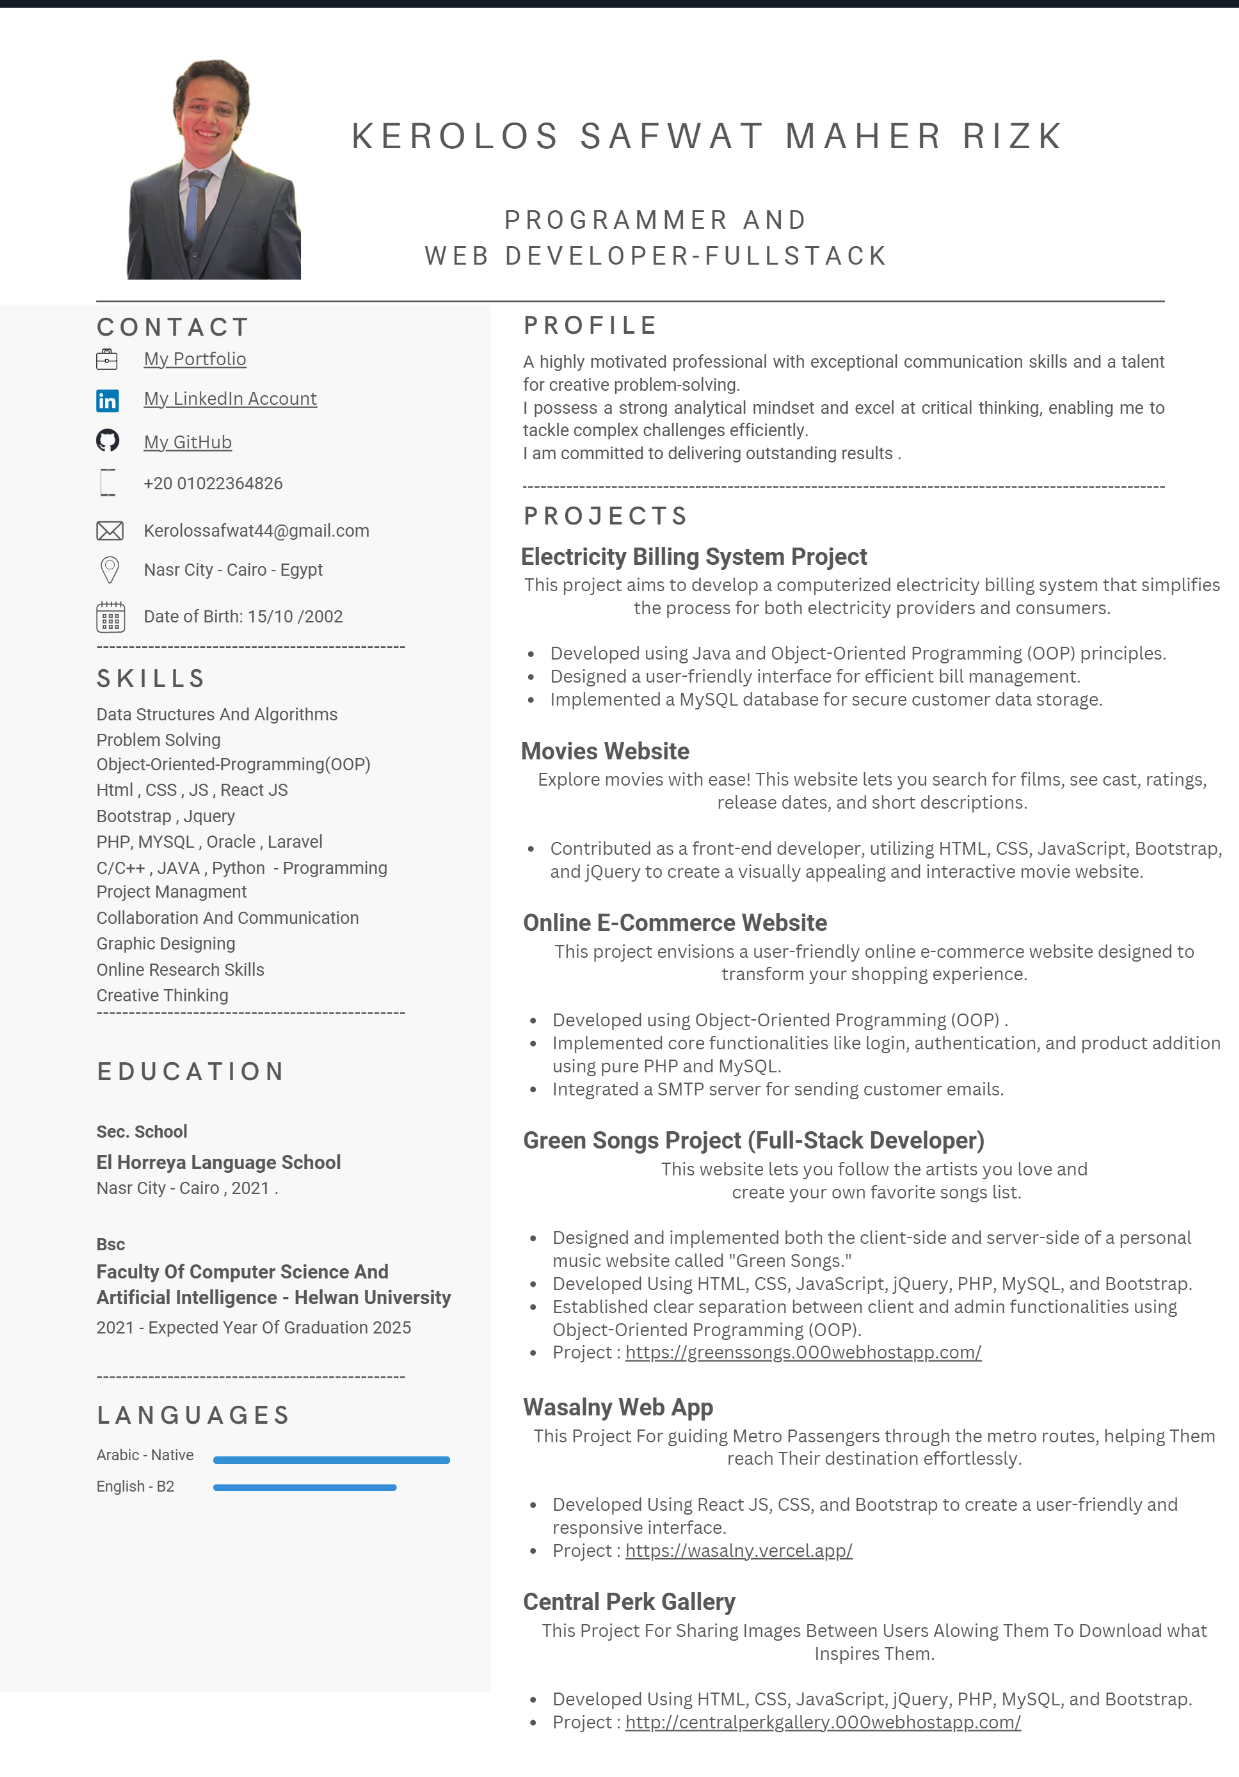 KEROLOS SAFWAT MAHER RIZK
PROGRAMMER AND
WEB DEVELOPER-FULLSTACK
CONTACT
My Portfolio
My LinkedIn Account
My GitHub
+20 01022364826
Kerolossafwat44@gmail.com
Nasr City - Cairo - Egypt
Date of Birth: 15/10 /2002
SKILLS
Data Structures And Algorithms
Problem Solving
Object-Oriented-Programming(OOP)
Html , CSS , JS , React JS
Bootstrap , Jquery
PHP, MYSQL , Oracle , Laravel
C/C++ , JAVA , Python  - Programming
Project Managment
Collaboration And Communication
Graphic Designing
Online Research Skills
Creative Thinking
EDUCATION
Sec. School
El Horreya Language School
Nasr City - Cairo , 2021 .
Bsc
Faculty Of Computer Science And
Artificial Intelligence - Helwan University
2021 - Expected Year Of Graduation 2025
LANGUAGES
Arabic - Native
English - B2
PROFILE
A highly motivated professional with exceptional communication skills and a talent
for creative problem-solving.
I possess a strong analytical mindset and excel at critical thinking, enabling me to
tackle complex challenges efficiently.
I am committed to delivering outstanding results .
PROJECTS
Electricity Billing System Project
This project aims to develop a computerized electricity billing system that simplifies
the process for both electricity providers and consumers.
• Developed using Java and Object-Oriented Programming (OOP) principles.
• Designed a user-friendly interface for efficient bill management.
• Implemented a MySQL database for secure customer data storage.
Movies Website
Explore movies with ease! This website lets you search for films, see cast, ratings,
release dates, and short descriptions.
• Contributed as a front-end developer, utilizing HTML, CSS, JavaScript, Bootstrap,
and jQuery to create a visually appealing and interactive movie website.
Online E-Commerce Website
This project envisions a user-friendly online e-commerce website designed to
transform your shopping experience.
• Developed using Object-Oriented Programming (OOP) .
• Implemented core functionalities like login, authentication, and product addition
using pure PHP and MySQL.
• Integrated a SMTP server for sending customer emails.
Green Songs Project (Full-Stack Developer)
This website lets you follow the artists you love and
create your own favorite songs list.
• Designed and implemented both the client-side and server-side of a personal
music website called "Green Songs."
• Developed Using HTML, CSS, JavaScript, jQuery, PHP, MySQL, and Bootstrap.
• Established clear separation between client and admin functionalities using
Object-Oriented Programming (OOP).
• Project : https://greenssongs.000webhostapp.com/
Wasalny Web App
This Project For guiding Metro Passengers through the metro routes, helping Them
reach Their destination effortlessly.
• Developed Using React JS, CSS, and Bootstrap to create a user-friendly and
responsive interface.
• Project : https://wasalny.vercel.app/
Central Perk Gallery
This Project For Sharing Images Between Users Alowing Them To Download what
Inspires Them.
• Developed Using HTML, CSS, JavaScript, jQuery, PHP, MySQL, and Bootstrap.
• Project : http://centralperkgallery.000webhostapp.com/